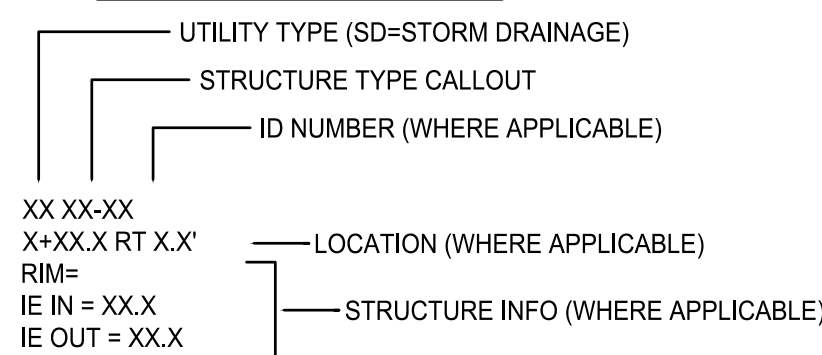 UTILITY TYPE (SD=STORM DRAINAGE)
STRUCTURE TYPE CALLOUT
ID NUMBER (WHERE APPLICABLE)
XX XX-XX
X+XX.X RT X.X'
LOCATION (WHERE APPLICABLE)
RIM=
IE IN = XX.X
STRUCTURE INFO (WHERE APPLICABLE)
IE OUT = XX.X